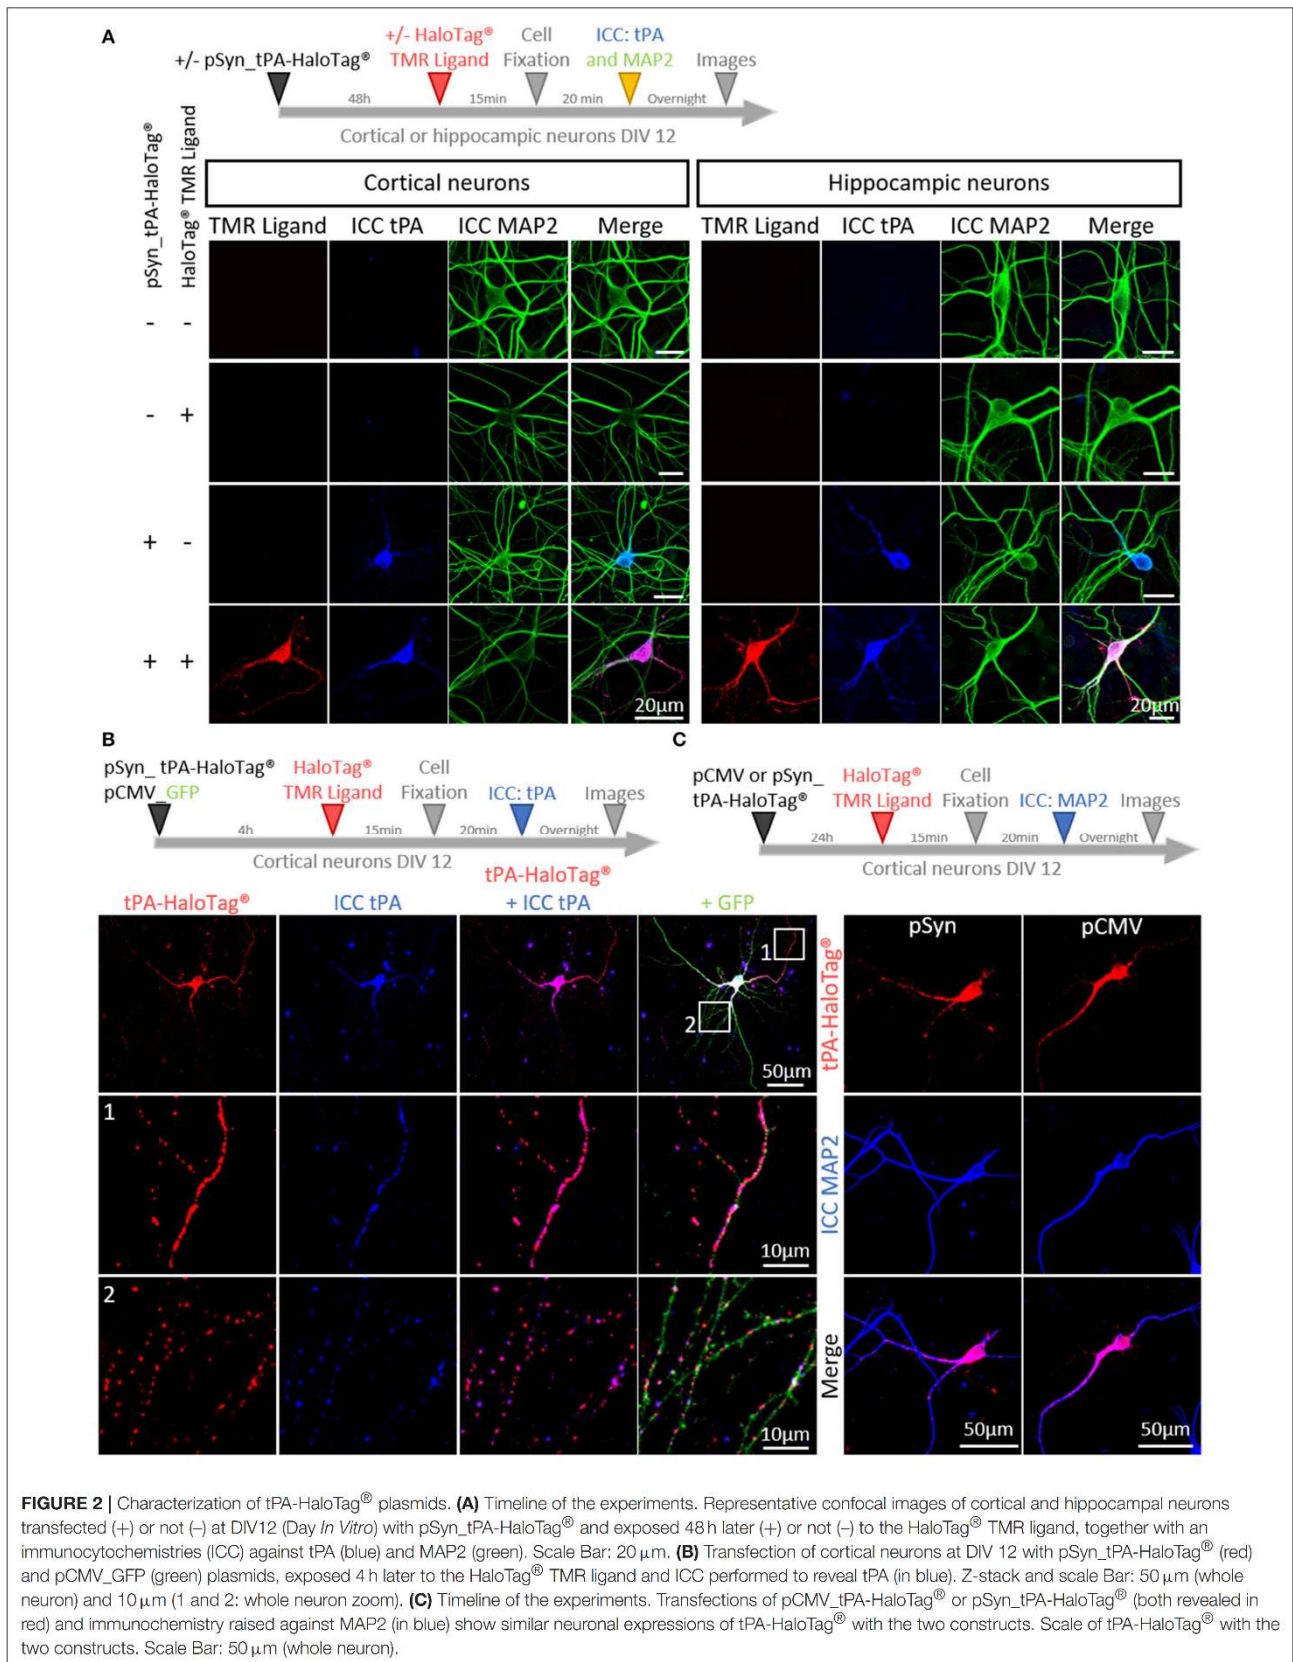 A
+/- pSyn_tPA-HaloTag®
+/- HaloTag®
TMR Ligand
Cell
Fixation
ICC: tPA
and MAP2
Images
48h
15min
20 min
Overnight
Cortical or hippocampic neurons DIV 12
pSyn_tPA-HaloTag®
HaloTag® TMR Ligand
Cortical neurons
Hippocampic neurons
TMR Ligand ICC tPA ICC MAP2 Merge
TMR Ligand ICC tPA ICC MAP2 Merge
- -
- +
+ -
+ +
20µm
20µm
B
pSyn_ tPA-HaloTag®
pCMV_GFP
HaloTag®
TMR Ligand
Cell
Fixation
ICC: tPA
Images
4h
15min
20min
Overnight
Cortical neurons DIV 12
tPA-HaloTag®
ICC tPA
tPA-HaloTag®
+ ICC tPA
+ GFP
1
2
50µm
1
10µm
2
10µm
C
pCMV or pSyn_
tPA-HaloTag®
HaloTag®
TMR Ligand
Cell
Fixation
ICC: MAP2
Images
24h
15min
20min
Overnight
Cortical neurons DIV 12
pSyn
pCMV
tPA-HaloTag®
ICC MAP2
Merge
50µm
50µm
FIGURE 2 | Characterization of tPA-HaloTag® plasmids. (A) Timeline of the experiments. Representative confocal images of cortical and hippocampal neurons
transfected (+) or not (–) at DIV12 (Day In Vitro) with pSyn_tPA-HaloTag® and exposed 48 h later (+) or not (–) to the HaloTag® TMR ligand, together with an
immunocytochemistries (ICC) against tPA (blue) and MAP2 (green). Scale Bar: 20 µm. (B) Transfection of cortical neurons at DIV 12 with pSyn_tPA-HaloTag® (red)
and pCMV_GFP (green) plasmids, exposed 4 h later to the HaloTag® TMR ligand and ICC performed to reveal tPA (in blue). Z-stack and scale Bar: 50 µm (whole
neuron) and 10 µm (1 and 2: whole neuron zoom). (C) Timeline of the experiments. Transfections of pCMV_tPA-HaloTag® or pSyn_tPA-HaloTag® (both revealed in
red) and immunochemistry raised against MAP2 (in blue) show similar neuronal expressions of tPA-HaloTag® with the two constructs. Scale of tPA-HaloTag® with the
two constructs. Scale Bar: 50 µm (whole neuron).